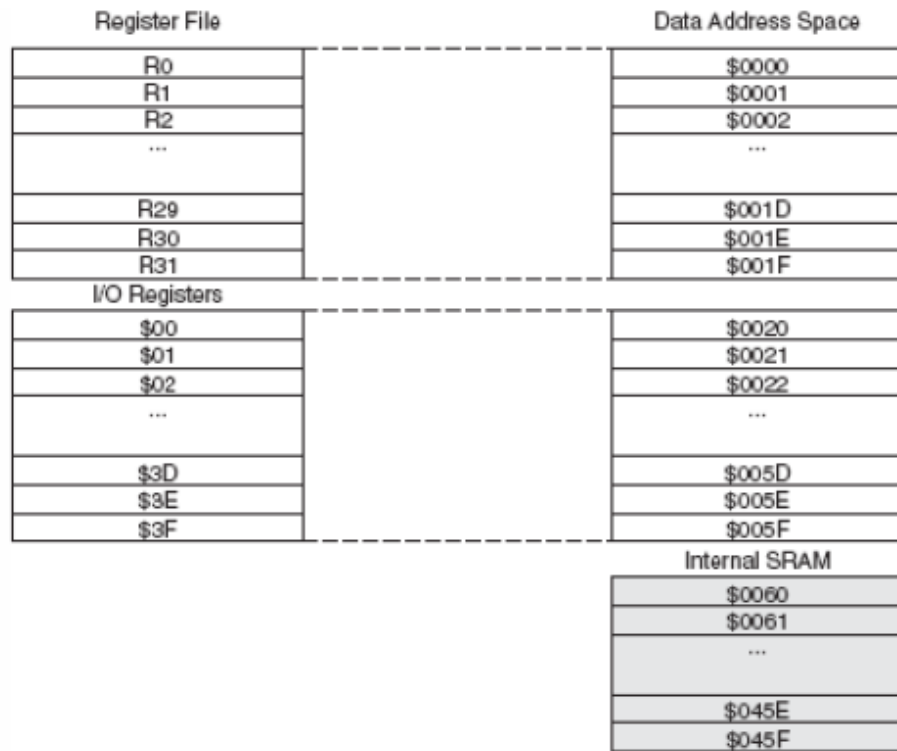 Register File Data Address Space
R0 $0000
R1 $0001
R2 $0002
... ...
R29 $001D
R30 $001E
R31 $001F
I/O Registers
$00 $0020
$01 $0021
$02 $0022
... ...
$3D $005D
$3E $005E
$3F $005F
Internal SRAM
$0060
$0061
...
$045E
$045F